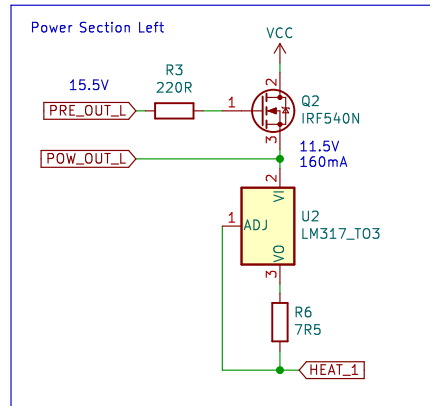 Power Section Left
VCC
15.5V
R3
220R
2
Q2
IRF540N
PRE_OUT_L
1
3
11.5V
160mA
POW_OUT_L
2
VI
1
ADJ
U2
LM317_TO3
VO
3
R6
7R5
HEAT_1